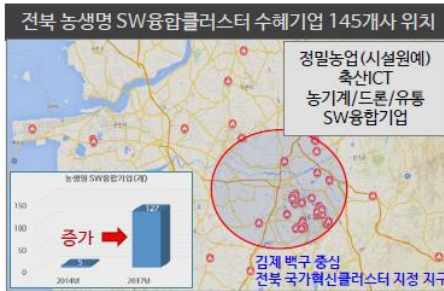 전북 농생명 SW융합클러스터 수혜기업 145개사 위치
정밀농업(시설원예)
축산ICT
농기계/드론/유통
SW융합기업
농생명 SW융합기업(개)
150
100
50
0
127
증가
5
2014년
2017년
김제 백구 중심
전북 국가혁신클러스터 지정 지구